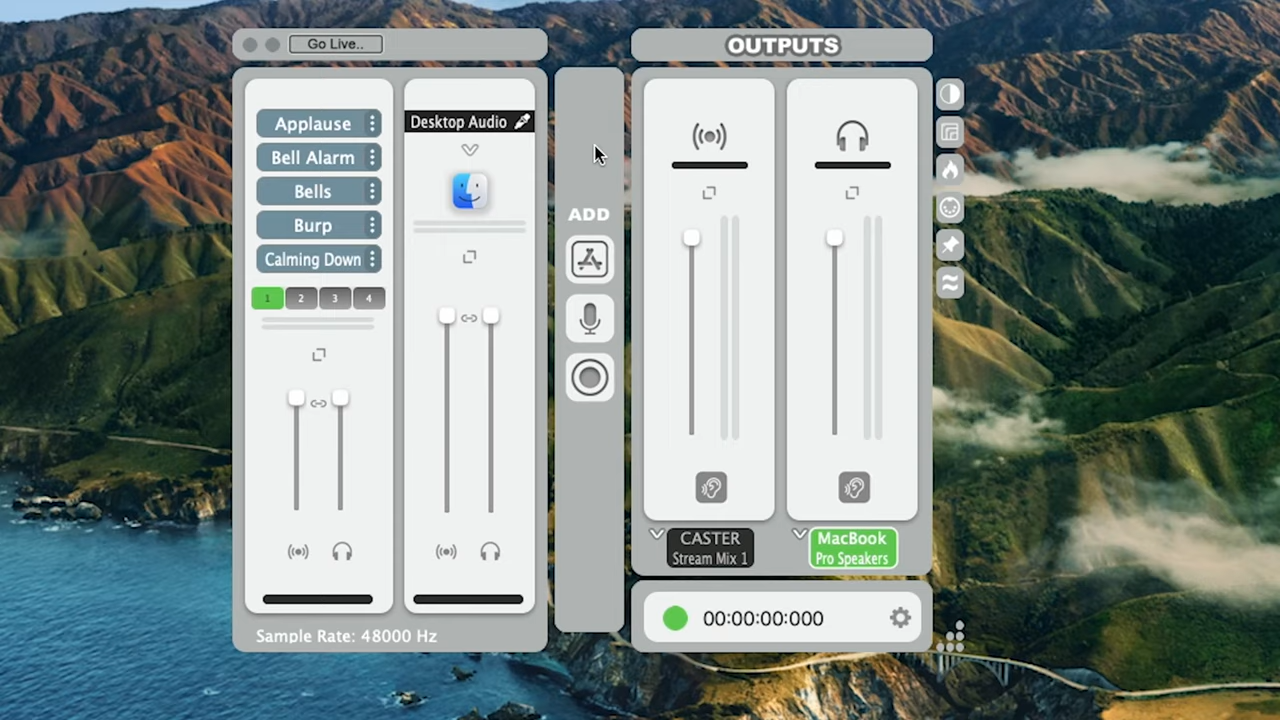 Go Live..
OUTPUTS
Applause
Bell Alarm
Bells
Burp
Calming Down
1 2 3 4
Desktop Audio
ADD
CASTER
Stream Mix 1
MacBook
Pro Speakers
00:00:00:000
Sample Rate: 48000 Hz